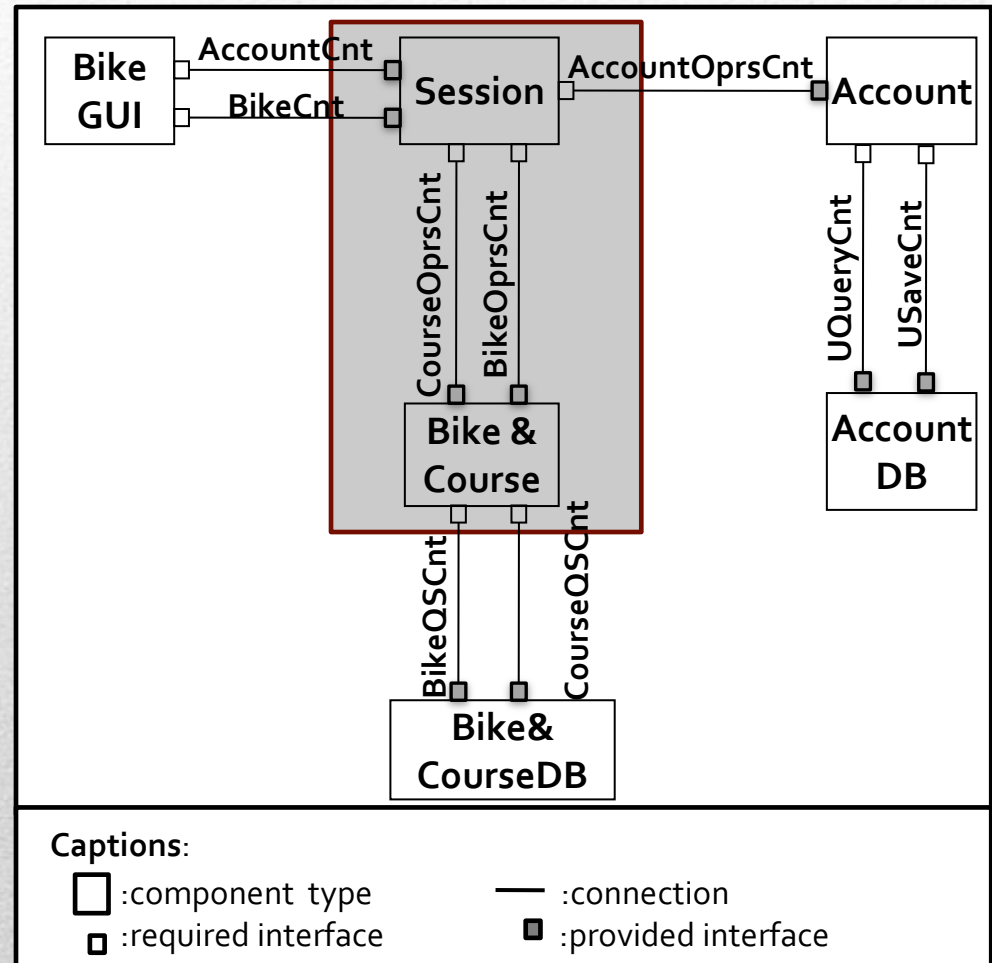 Bike
GUI
AccountCnt
BikeCnt
Session
AccountOprsCnt
Account
CourseOprsCnt
BikeOprsCnt
UQueryCnt
USaveCnt
Bike &
Course
Account
DB
BikeQSCnt
CourseQSCnt
Bike&
CourseDB
Captions:
:component type
:connection
:required interface
:provided interface